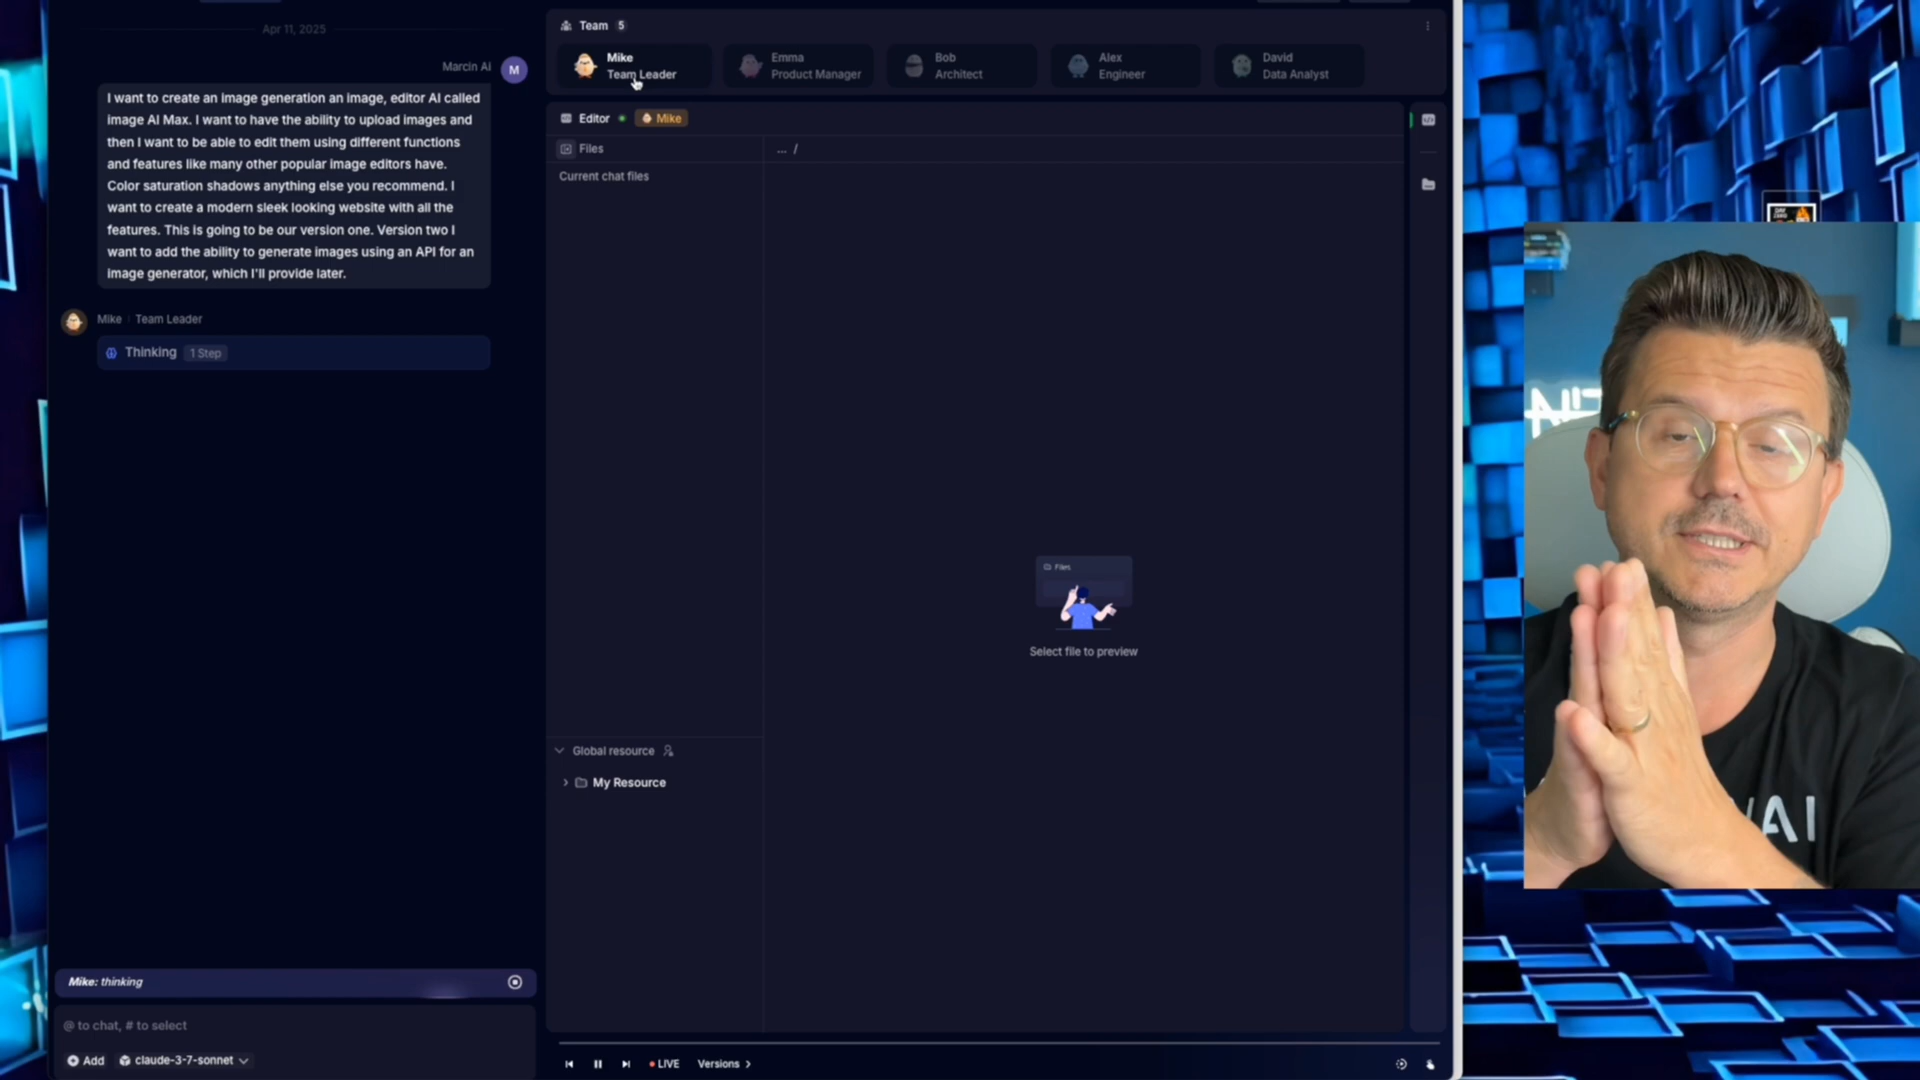 Apr 11, 2025
Marcin AI
M
I want to create an image generation an image, editor AI called
image AI Max. I want to have the ability to upload images and
then I want to be able to edit them using different functions
and features like many other popular image editors have.
Color saturation shadows anything else you recommend. I
want to create a modern sleek looking website with all the
features. This is going to be our version one. Version two I
want to add the ability to generate images using an API for an
image generator, which I'll provide later.
Mike Team Leader
Thinking 1 Step
Mike: thinking
@ to chat, # to select
Add claude-3-7-sonnet
Team 5
Mike
Team Leader
Emma
Product Manager
Bob
Architect
Alex
Engineer
David
Data Analyst
Editor Mike
Files
... /
Current chat files
Files
Select file to preview
Global resource
My Resource
LIVE Versions
AI